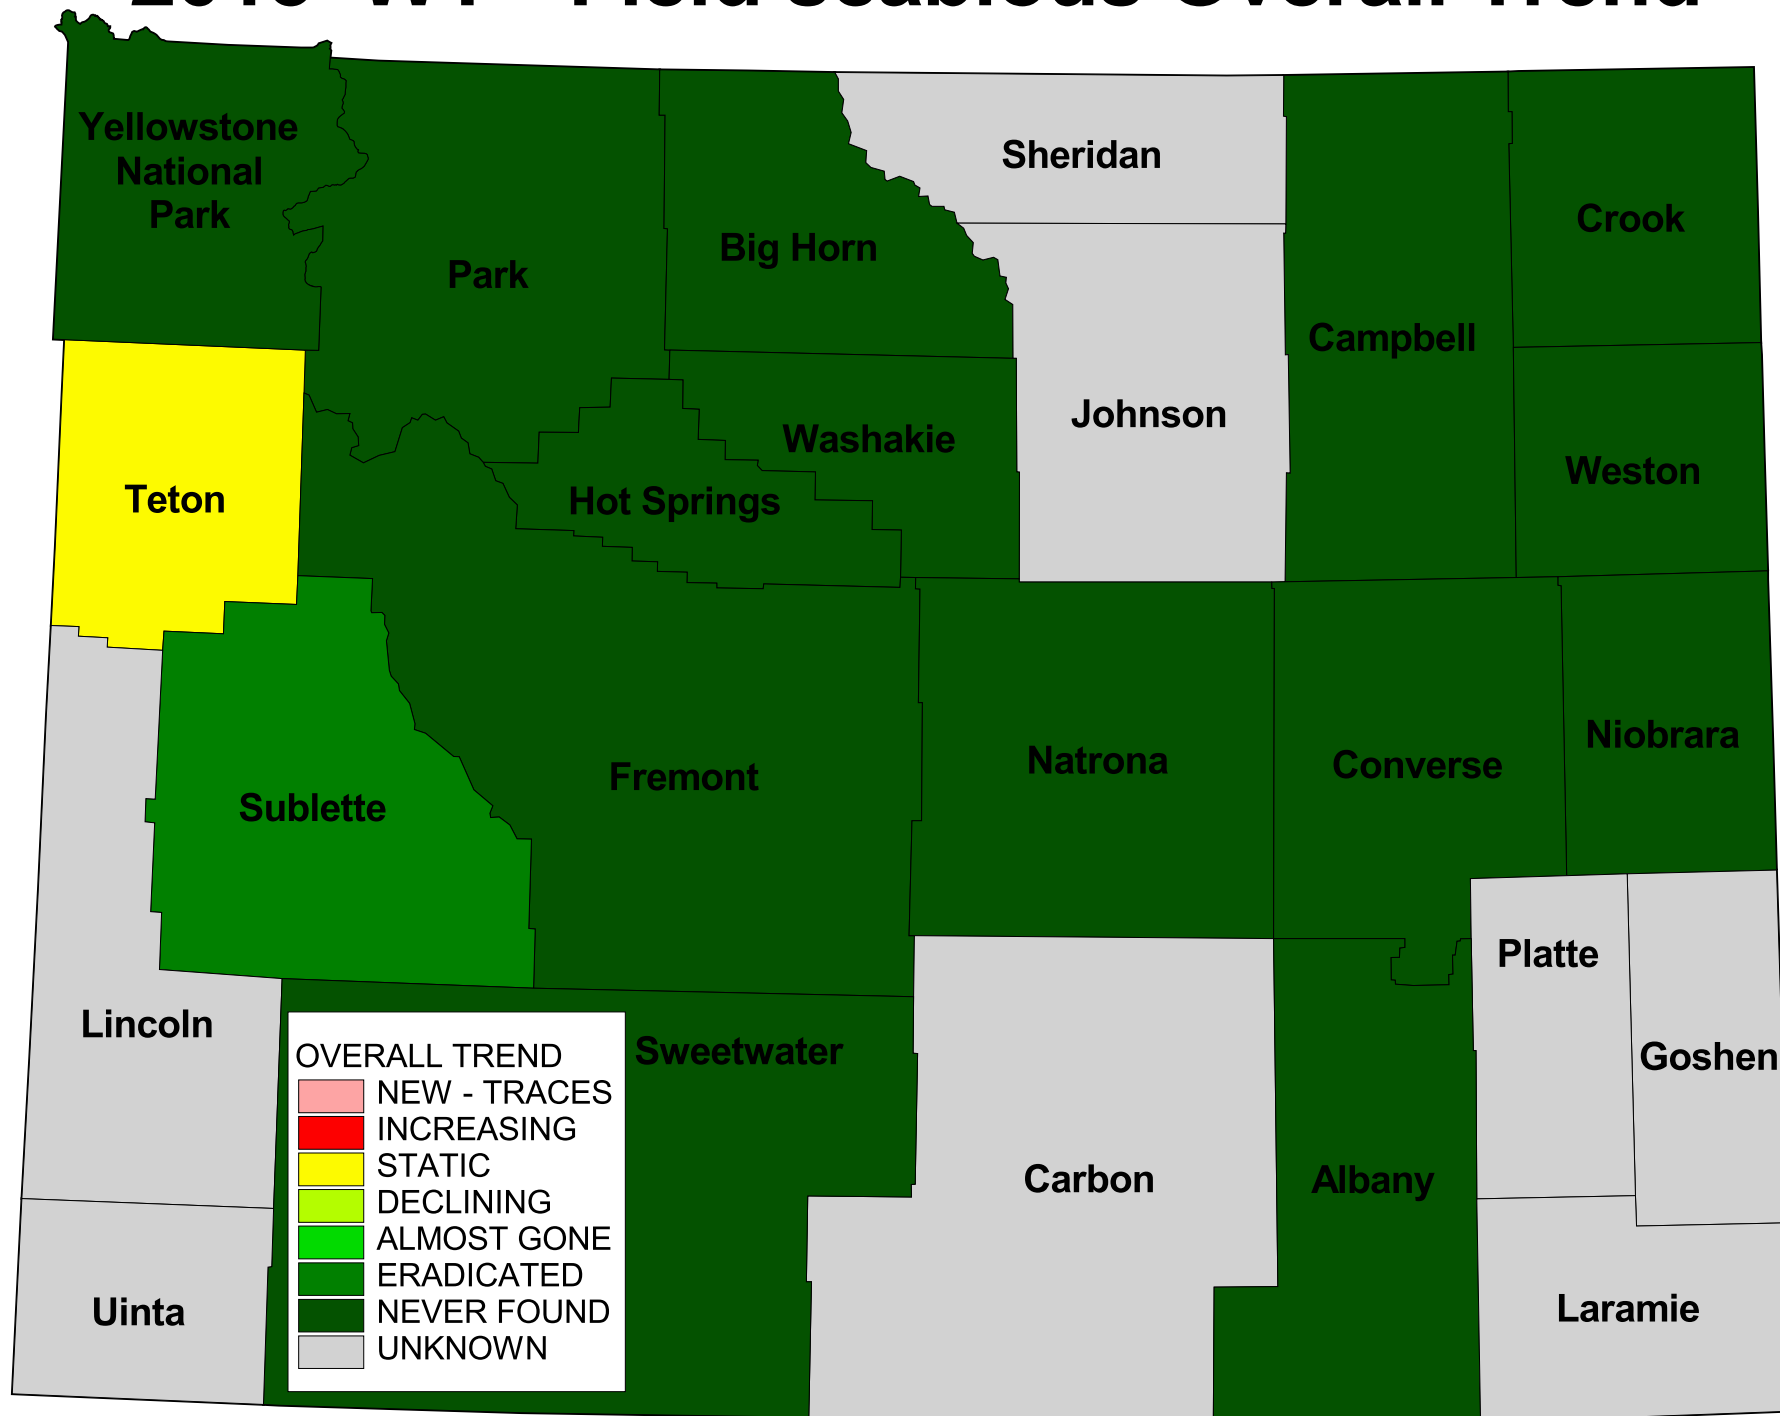 Yellowstone
National
Park
Park
Big Horn
Sheridan
Crook
Campbell
Johnson
Washakie
Weston
Teton
Hot Springs
Sublette
Fremont
Natrona
Converse
Niobrara
Platte
Lincoln
Sweetwater
Goshen
Carbon
Albany
Uinta
Laramie
OVERALL TREND
NEW - TRACES
INCREASING
STATIC
DECLINING
ALMOST GONE
ERADICATED
NEVER FOUND
UNKNOWN